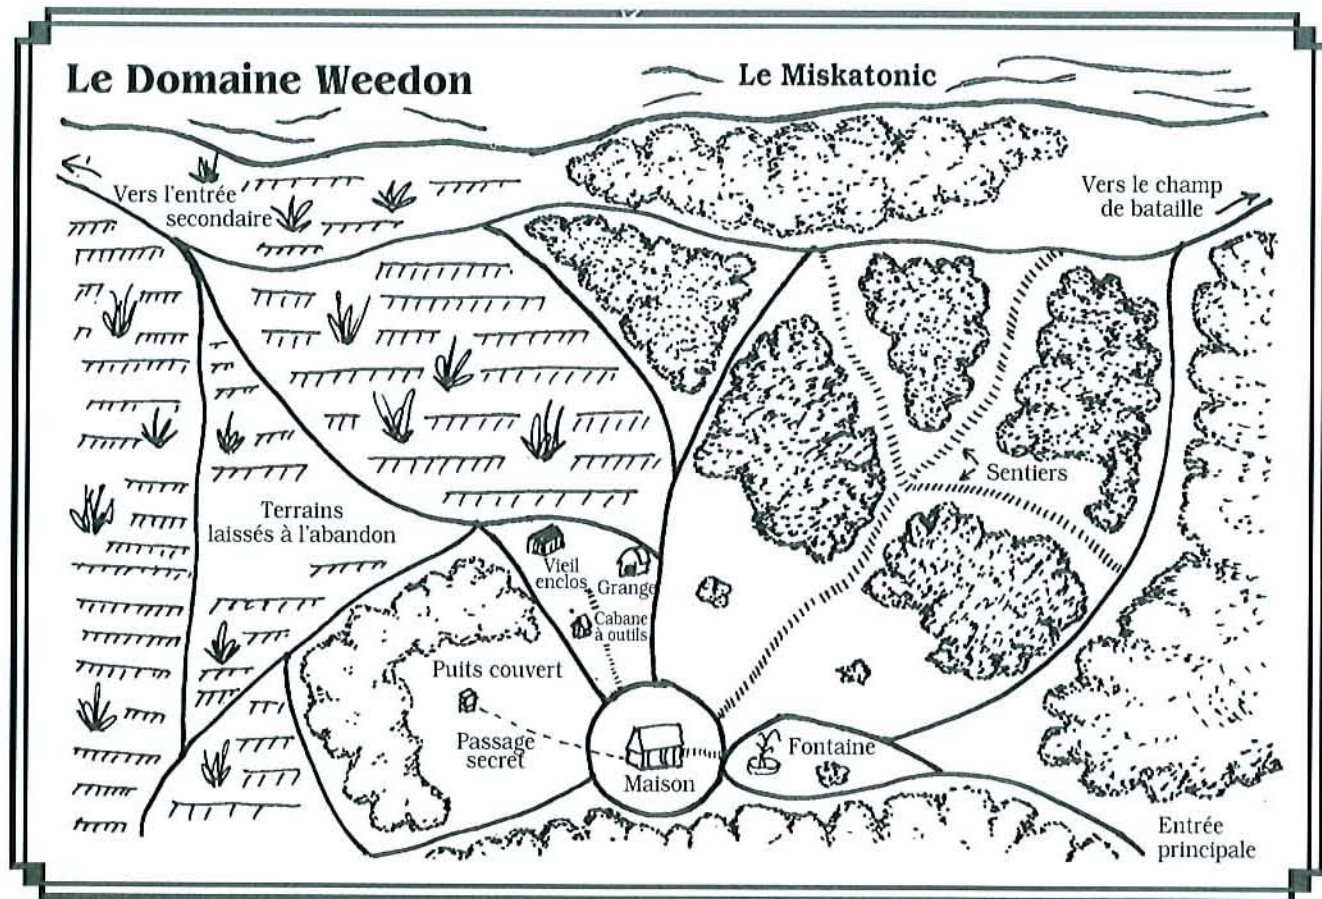 Le Domaine Weedon
Le Miskatonic
Vers l'entrée
secondaire
Vers le champ
de bataille
Sentiers
Terrains
laissés à l'abandon
Vieil
enclos
Grange
Cabane
à outils
Puits couvert
Passage
secret
Maison
Fontaine
Entrée
principale